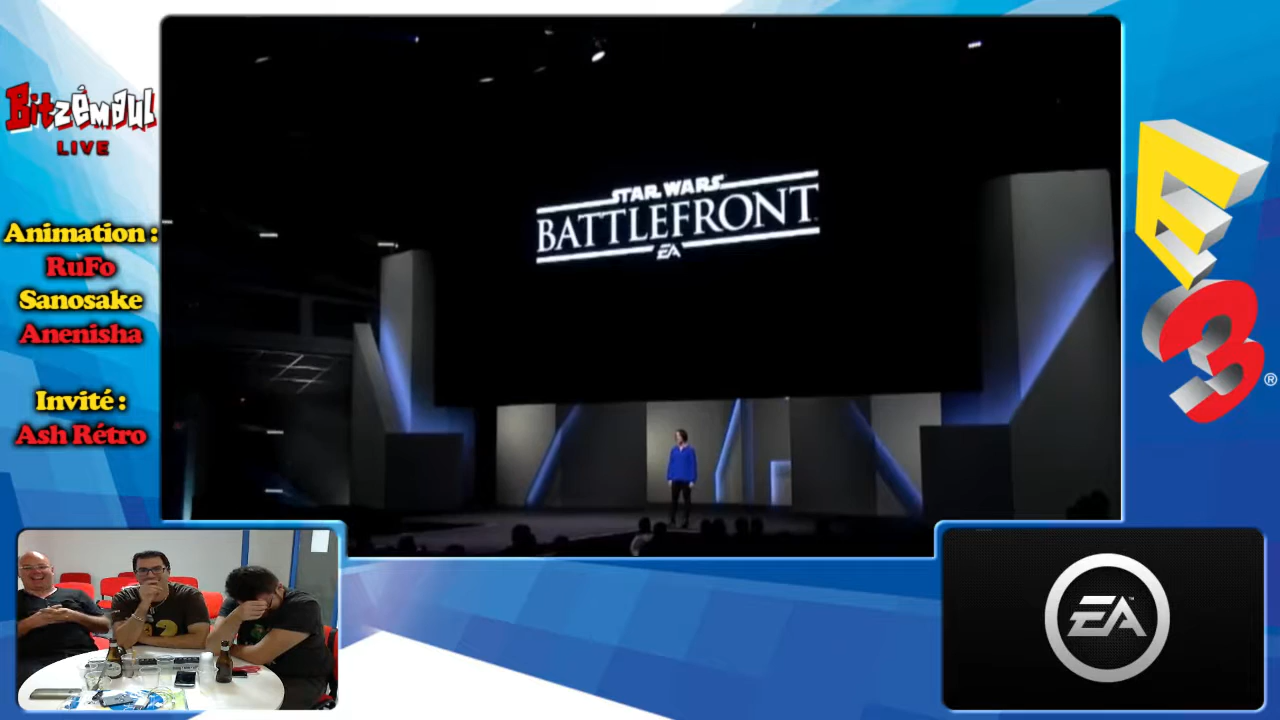 Bitzémaul
LIVE
Animation :
RuFo
Sanosake
Anenisha
Invité :
Ash Rétro
STAR WARS
BATTLEFRONT
EA
E3
®
EA